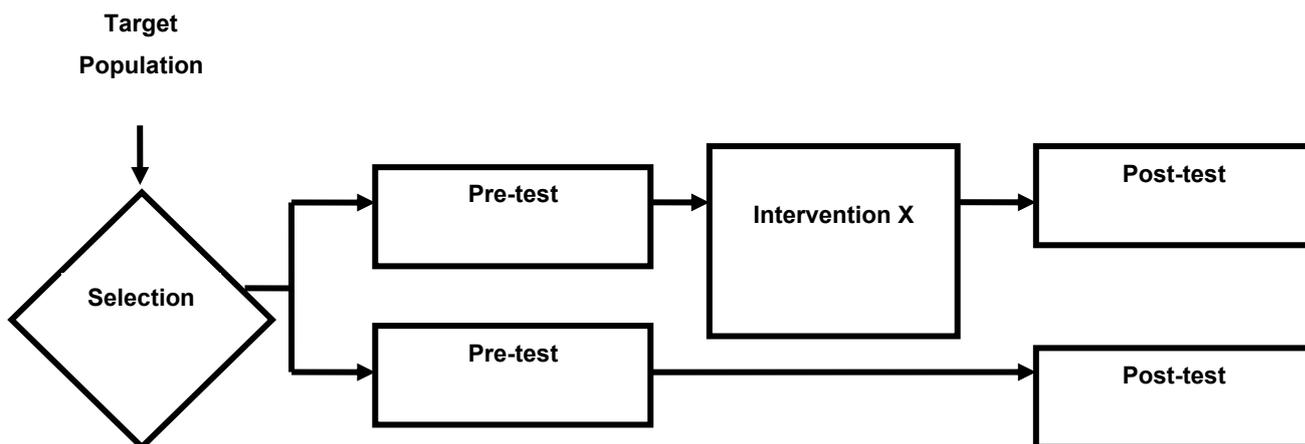 Target
Population
Selection
Pre-test
Intervention X
Post-test
Pre-test
Post-test